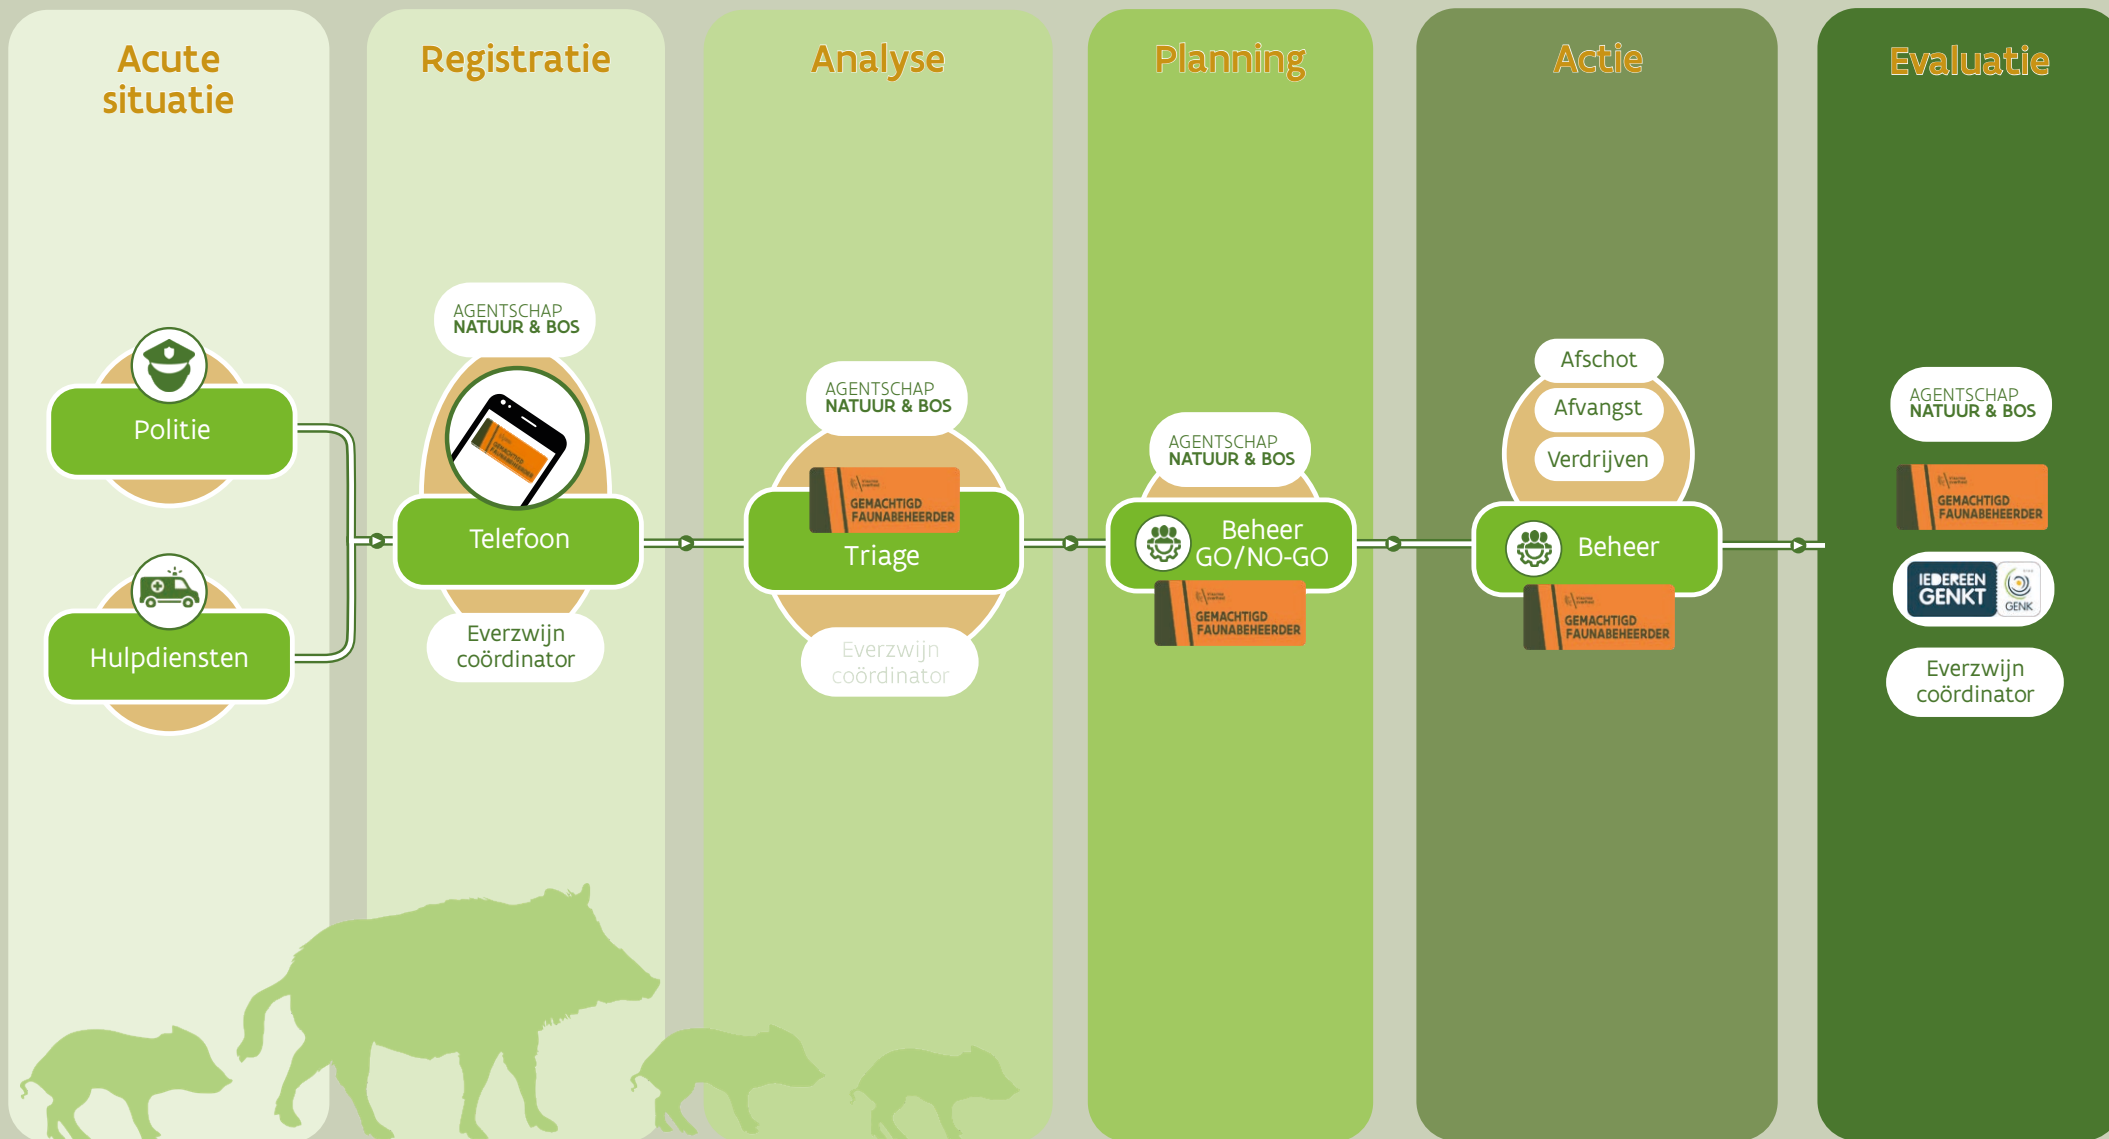 Acute
situatie
Registratie
Analyse
Planning
Actie
Evaluatie
Politie
Hulpdiensten
AGENTSCHAP
NATUUR & BOS
GEMACHTIGD
FAUNABEHEERDER
Telefoon
Everzwijn
coördinator
AGENTSCHAP
NATUUR & BOS
GEMACHTIGD
FAUNABEHEERDER
Triage
Everzwijn
coördinator
AGENTSCHAP
NATUUR & BOS
Beheer
GO/NO-GO
GEMACHTIGD
FAUNABEHEERDER
Afschot
Afvangst
Verdrijven
Beheer
GEMACHTIGD
FAUNABEHEERDER
AGENTSCHAP
NATUUR & BOS
GEMACHTIGD
FAUNABEHEERDER
IEDEREEN
GENKT
GENK
Everzwijn
coördinator